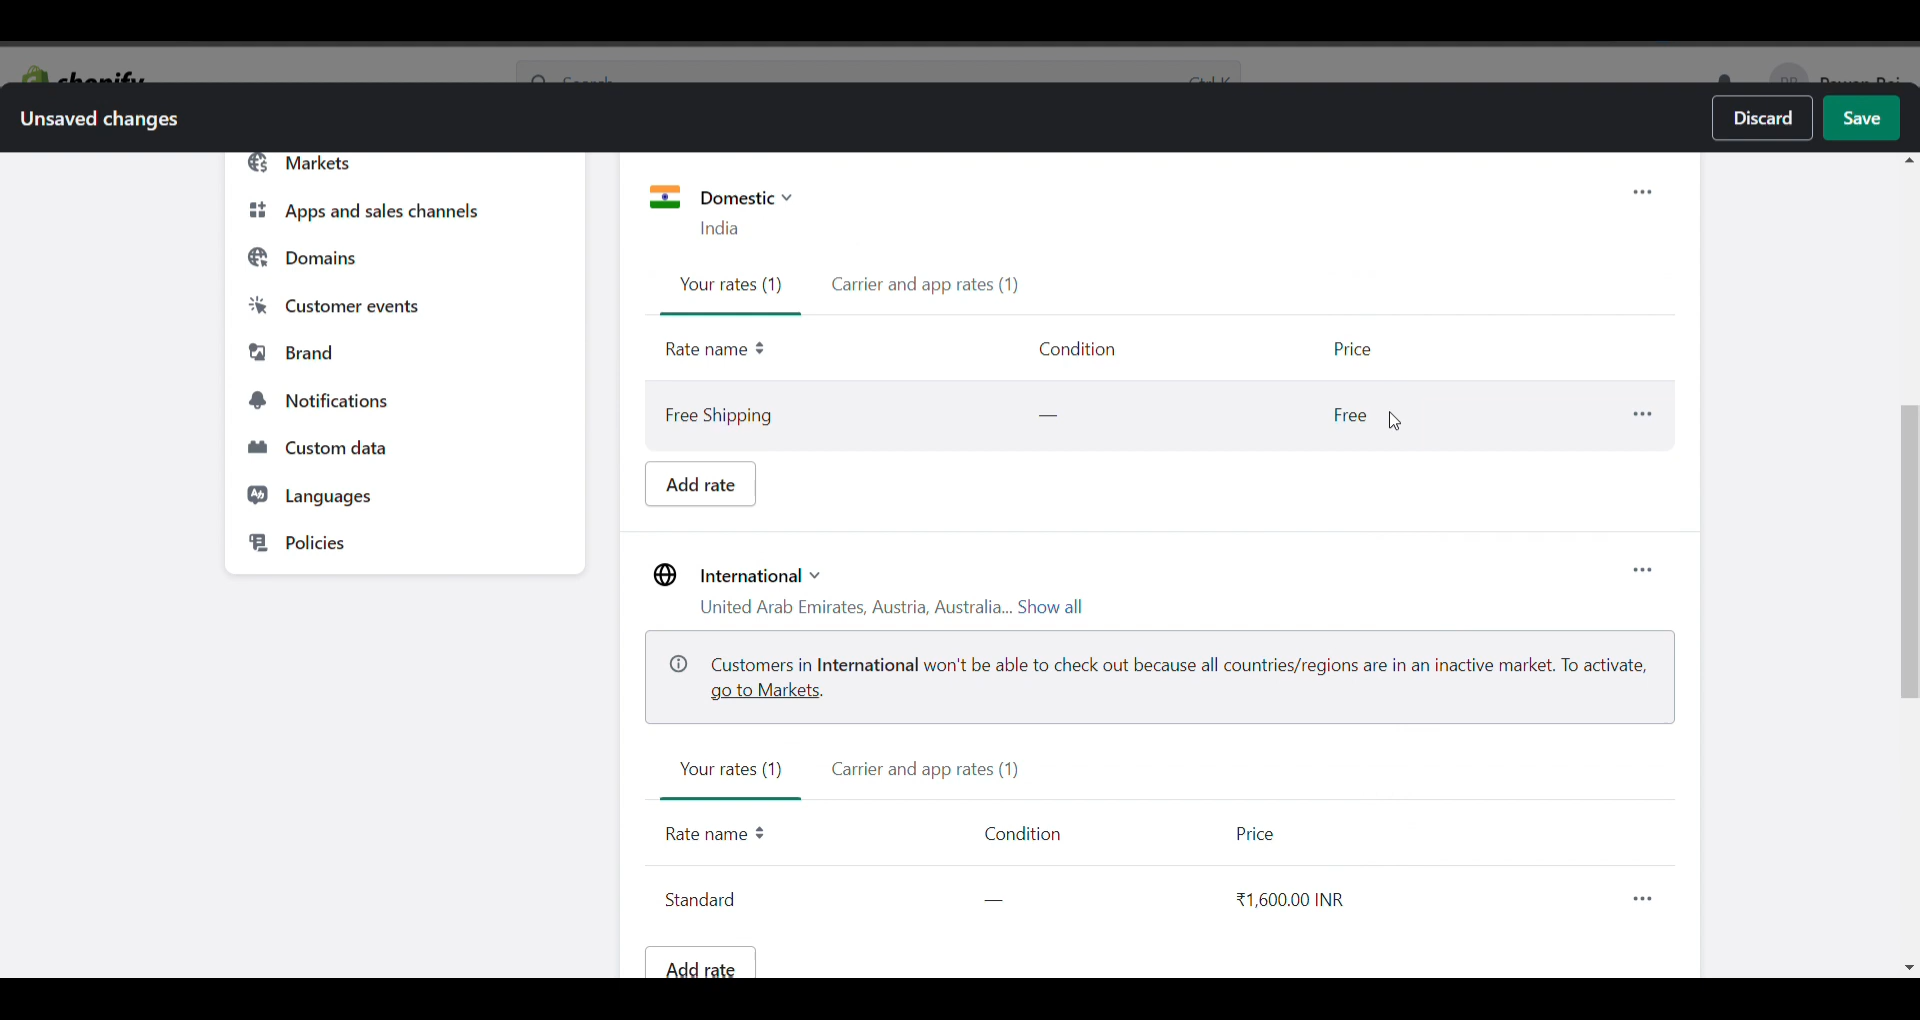 shopify
Search
Ctrl K
Unsaved changes
Discard
Save
Markets
Apps and sales channels
Domains
Customer events
Brand
Notifications
Custom data
Languages
Policies
Domestic
India
Your rates (1) Carrier and app rates (1)
Rate name Condition Price
Free Shipping — Free
Add rate
International
United Arab Emirates, Austria, Australia... Show all
Customers in International won't be able to check out because all countries/regions are in an inactive market. To activate,
go to Markets.
Your rates (1) Carrier and app rates (1)
Rate name Condition Price
Standard — ₹1,600.00 INR
Add rate